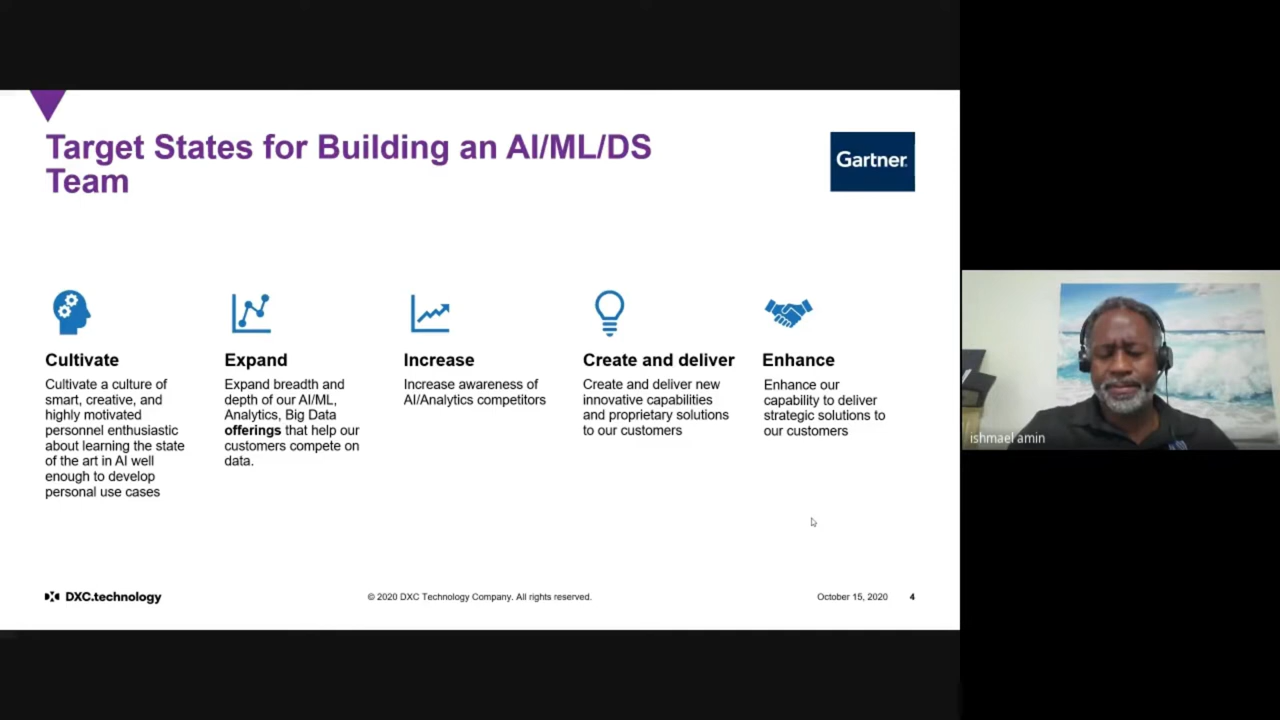 Target States for Building an AI/ML/DS
Team
Gartner
Cultivate
Cultivate a culture of
smart, creative, and
highly motivated
personnel enthusiastic
about learning the state
of the art in AI well
enough to develop
personal use cases
Expand
Expand breadth and
depth of our AI/ML,
Analytics, Big Data
offerings that help our
customers compete on
data.
Increase
Increase awareness of
AI/Analytics competitors
Create and deliver
Create and deliver new
innovative capabilities
and proprietary solutions
to our customers
Enhance
Enhance our
capability to deliver
strategic solutions to
our customers
ishmael amin
DXC.technology
© 2020 DXC Technology Company. All rights reserved.
October 15, 2020
4